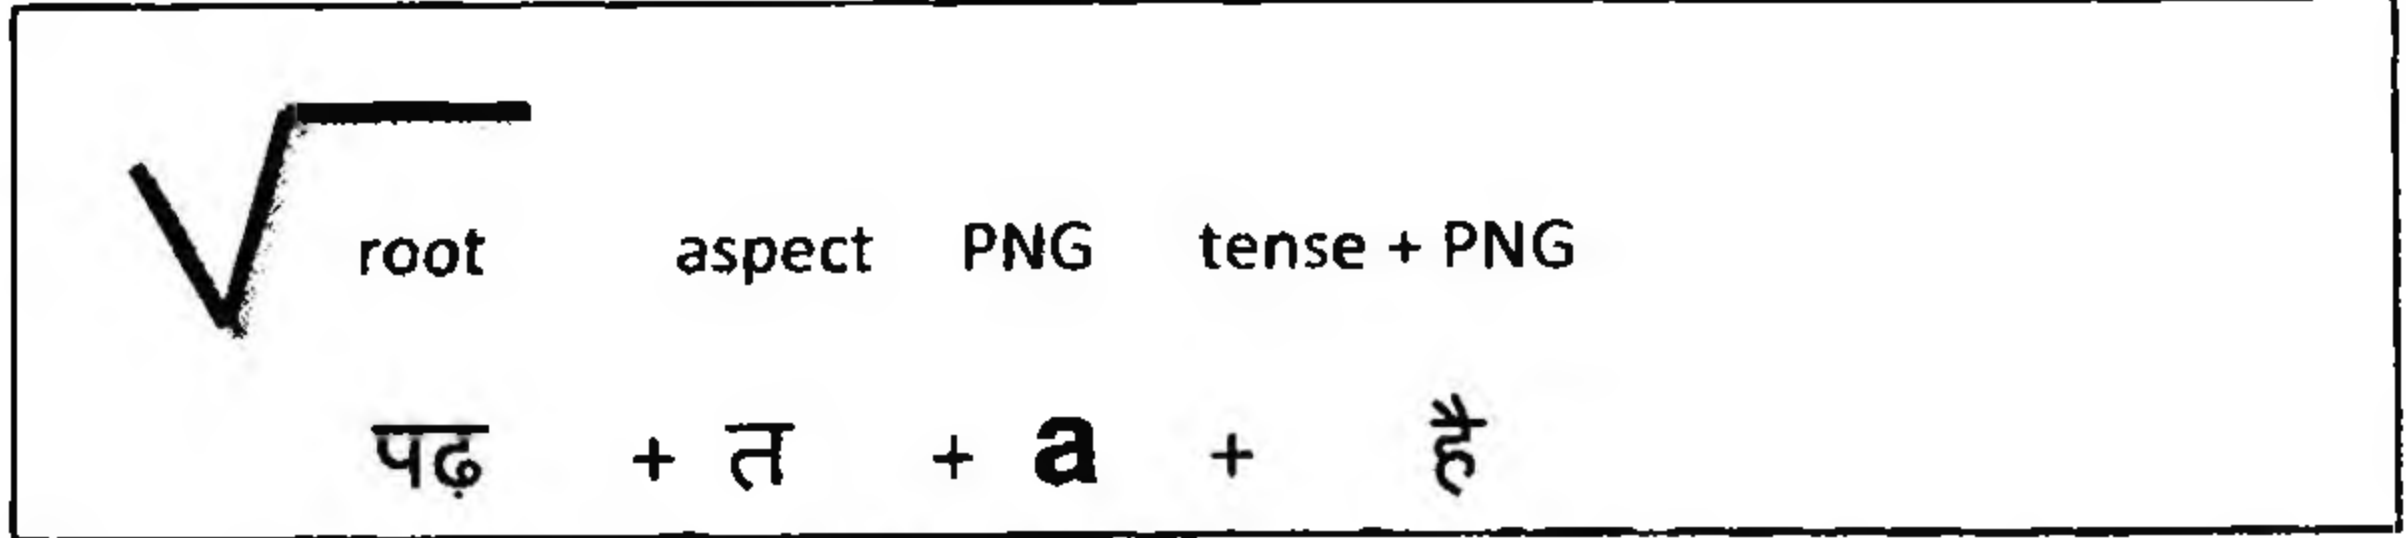 √ root aspect PNG tense + PNG
पढ़ + त + a + है